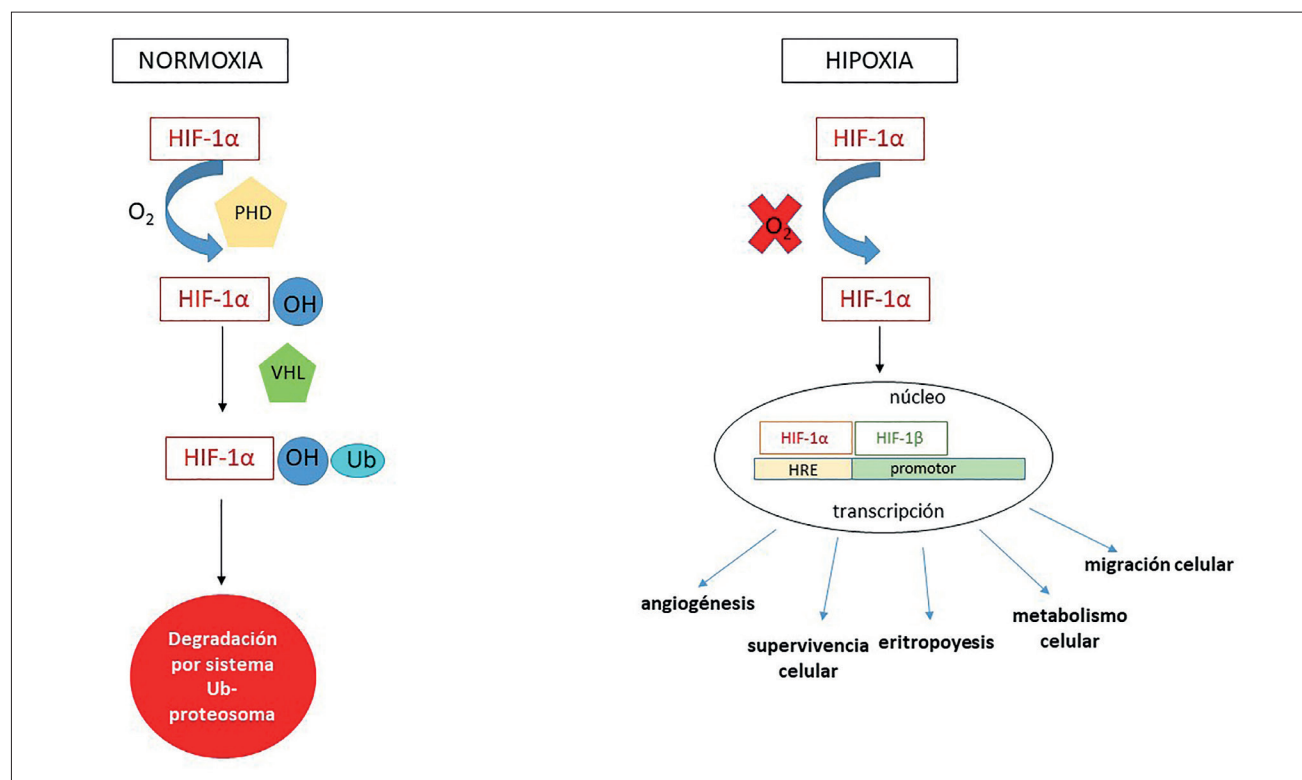 NORMOXIA
HIF-1α
O₂
PHD
HIF-1α
OH
VHL
HIF-1α
OH
Ub
Degradación
por sistema
Ub-
proteosoma
HIPOXIA
HIF-1α
O₂
HIF-1α
núcleo
HIF-1α
HIF-1β
HRE
promotor
transcripción
angiogénesis
supervivencia
celular
eritropoyesis
metabolismo
celular
migración celular